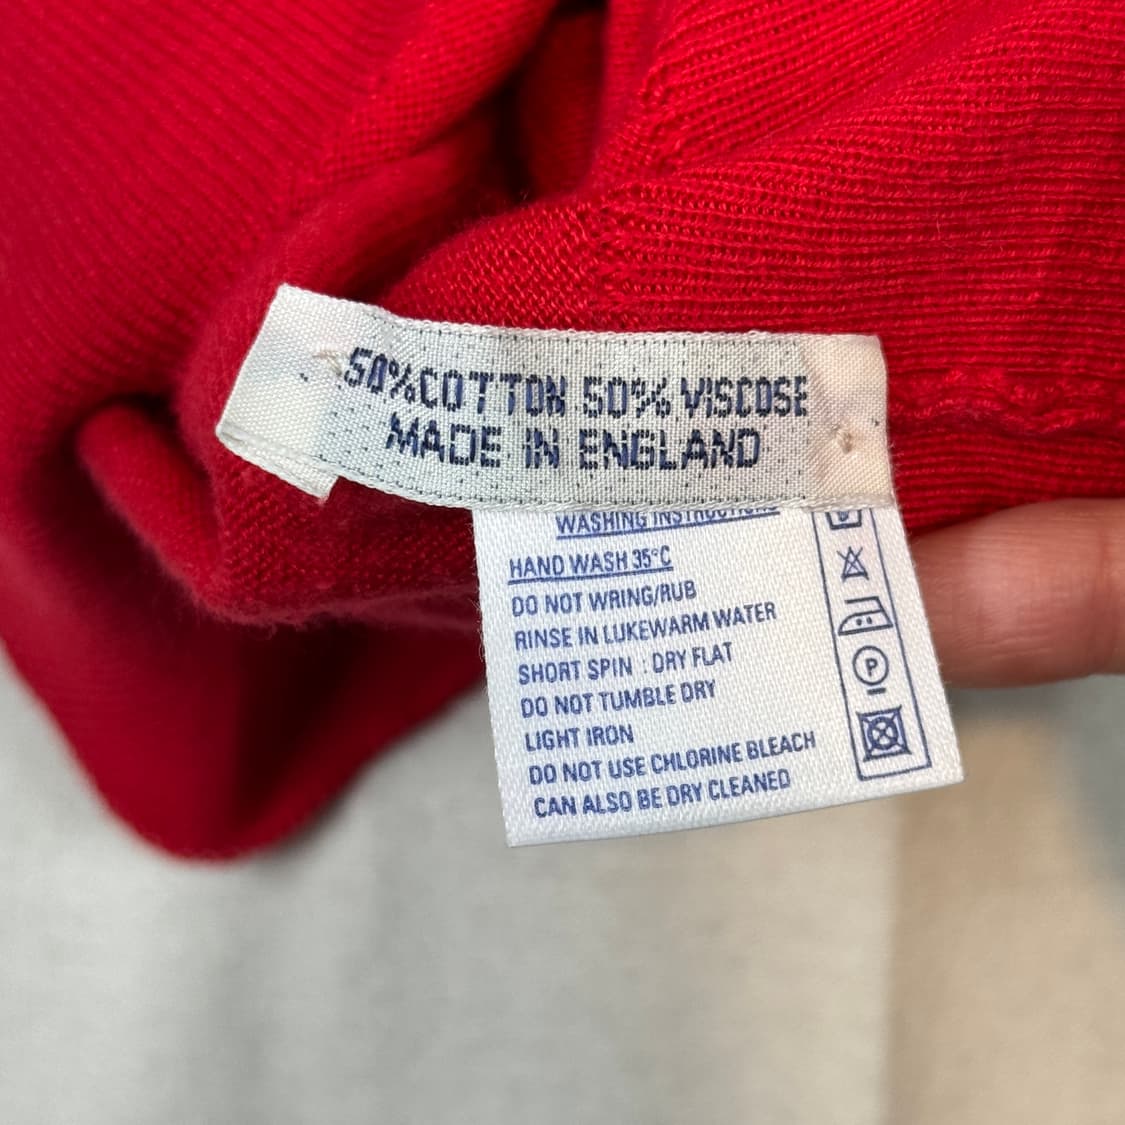 50%COTTON 50% VISCOSE
MADE IN ENGLAND
WASHING INSTRUCTIONS
HAND WASH 35°C
DO NOT WRING/RUB
RINSE IN LUKEWARM WATER
SHORT SPIN : DRY FLAT
DO NOT TUMBLE DRY
LIGHT IRON
DO NOT USE CHLORINE BLEACH
CAN ALSO BE DRY CLEANED
P